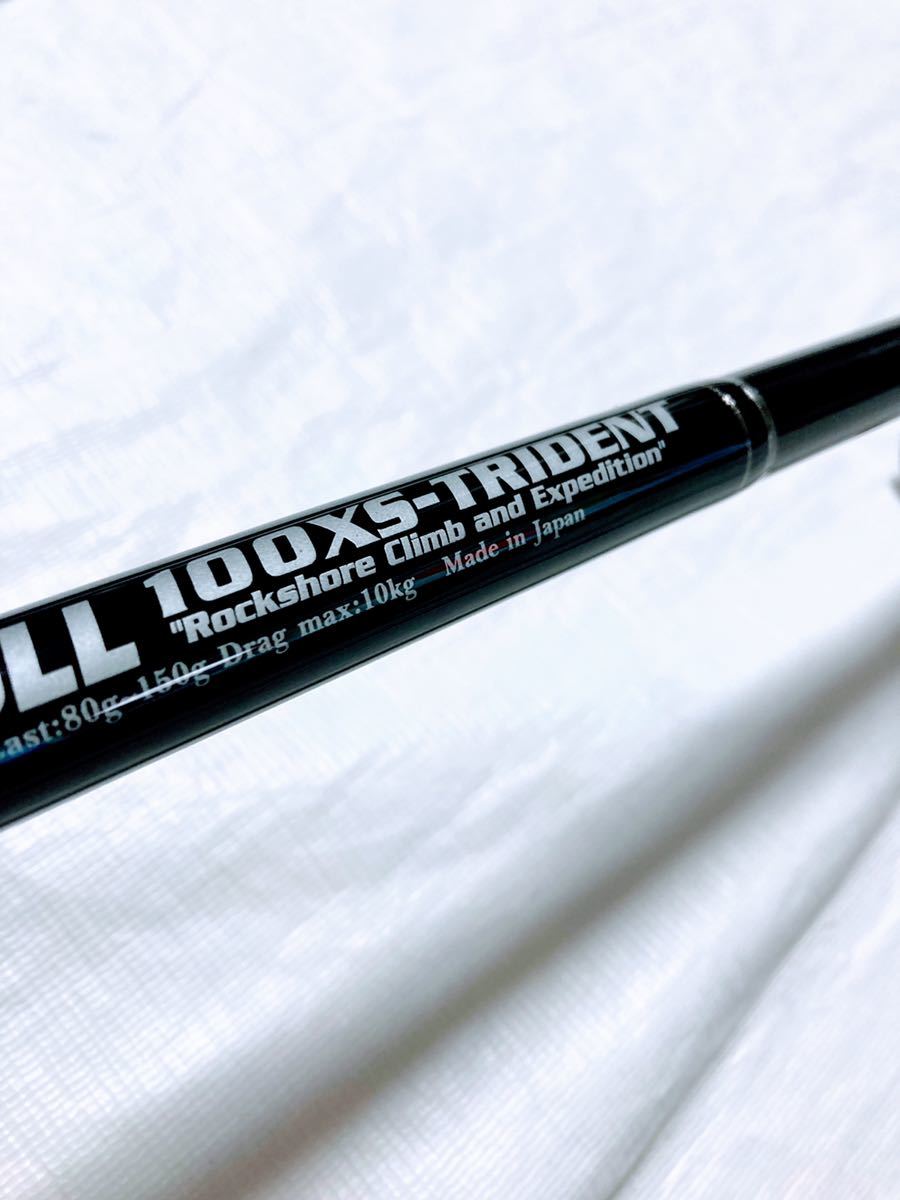 100XS-TRIDENT
"Rockshore Climb and Expedition"
80g~150g Drag max:10kg Made in Japan